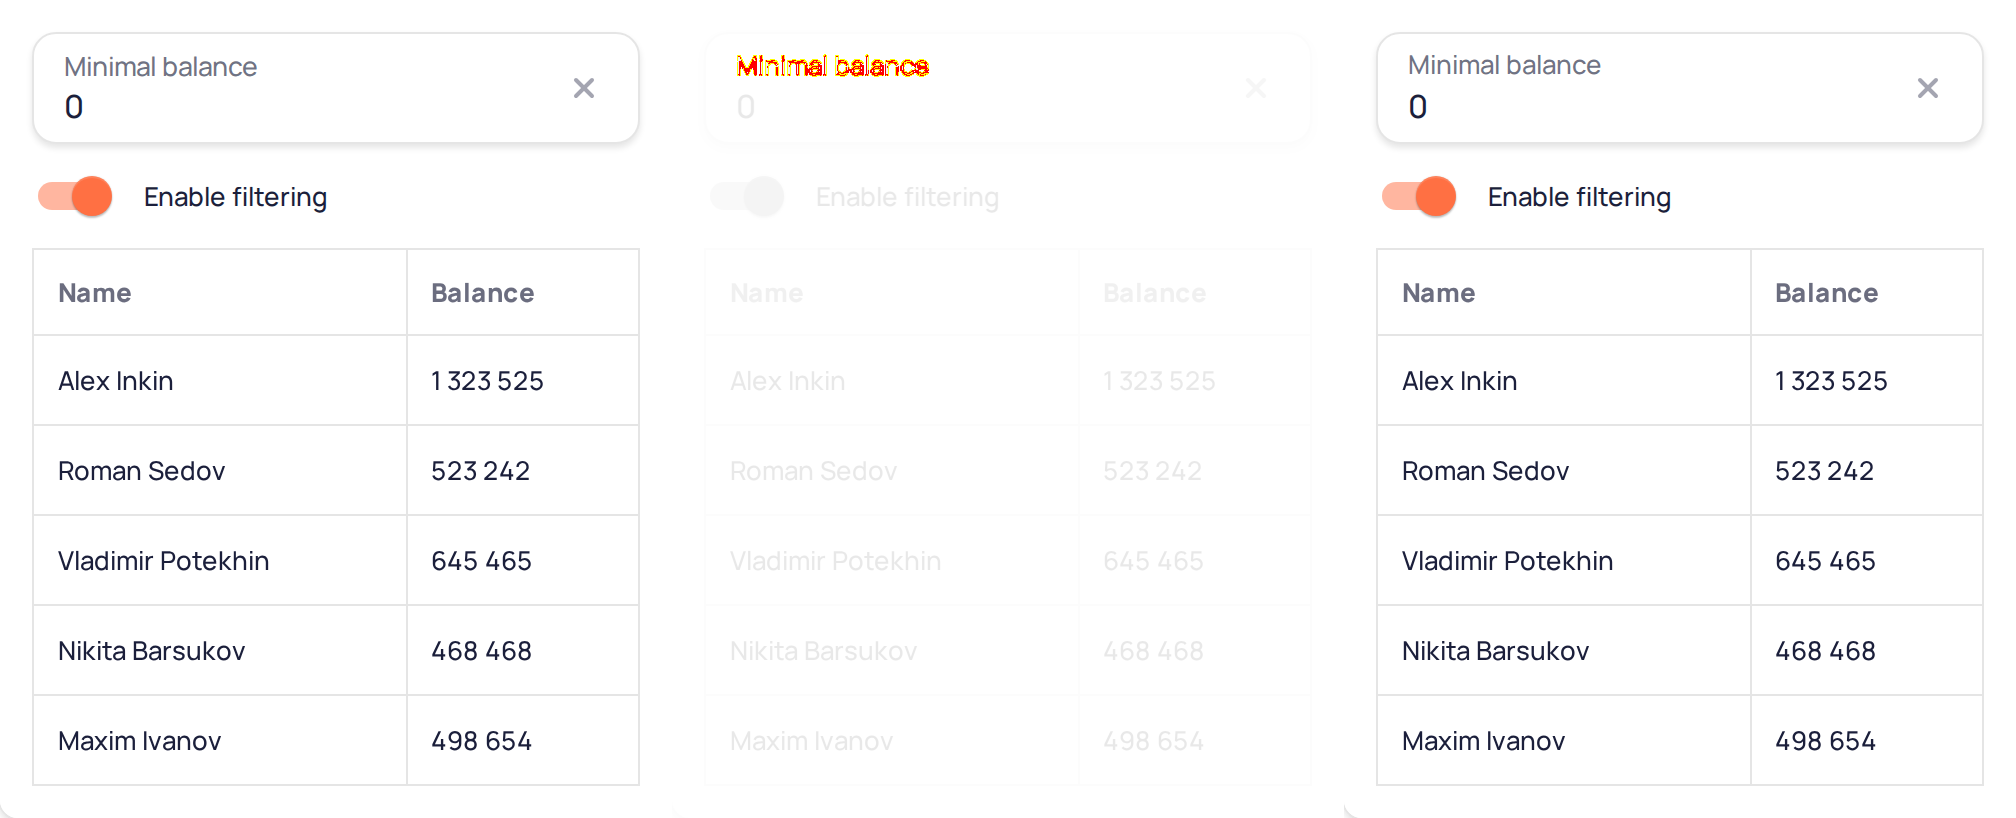 Minimal balance
0
Enable filtering
Name Balance
Alex Inkin 1 323 525
Roman Sedov 523 242
Vladimir Potekhin 645 465
Nikita Barsukov 468 468
Maxim Ivanov 498 654
Minimal balance
0
Enable filtering
Name Balance
Alex Inkin 1 323 525
Roman Sedov 523 242
Vladimir Potekhin 645 465
Nikita Barsukov 468 468
Maxim Ivanov 498 654
Minimal balance
0
Enable filtering
Name Balance
Alex Inkin 1 323 525
Roman Sedov 523 242
Vladimir Potekhin 645 465
Nikita Barsukov 468 468
Maxim Ivanov 498 654